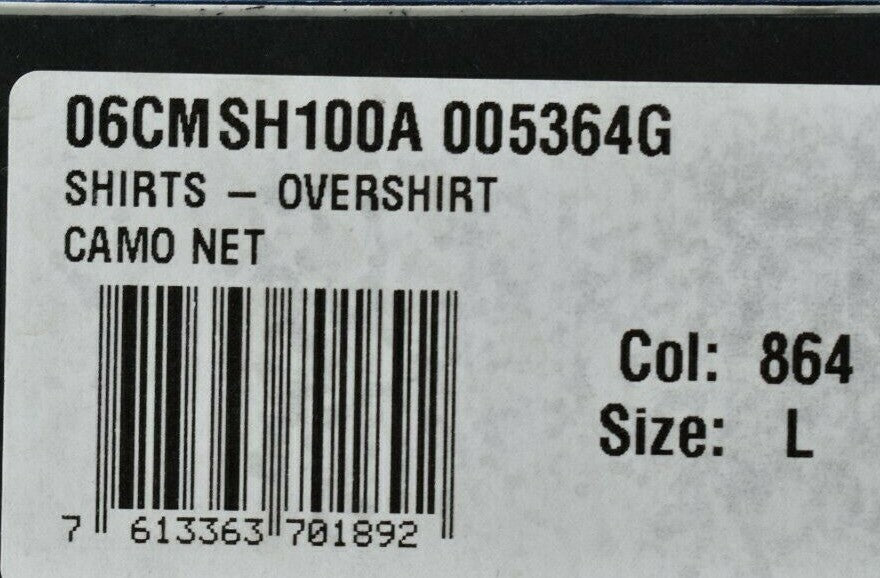 06CMSH100A 005364G
SHIRTS – OVERSHIRT
CAMO NET
Col: 864
Size: L
7 613363 701892